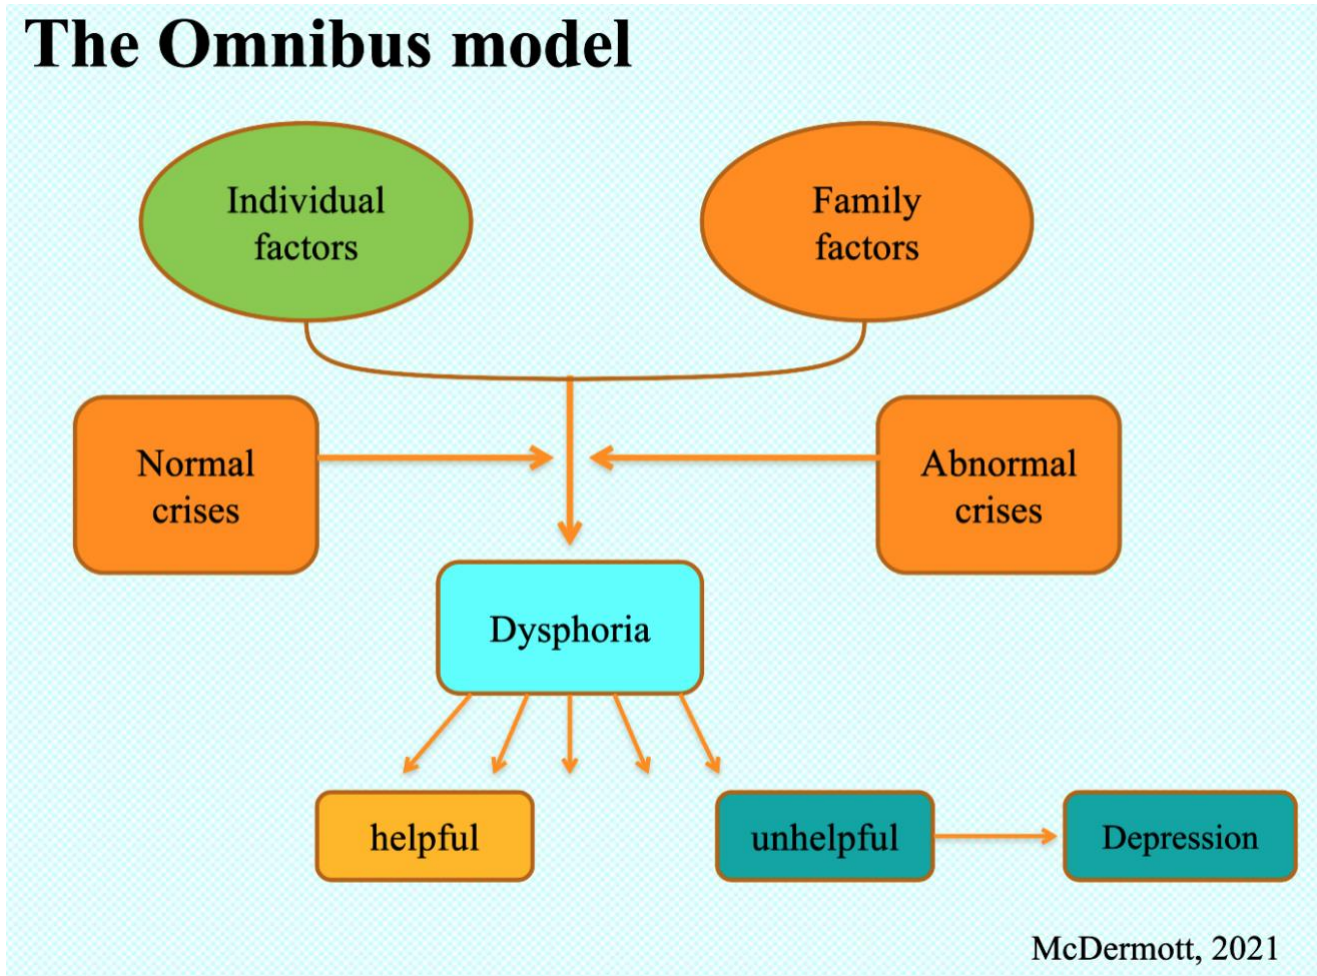 The Omnibus model
Individual
factors
Family
factors
Normal
crises
Abnormal
crises
Dysphoria
helpful
unhelpful
Depression
McDermott, 2021